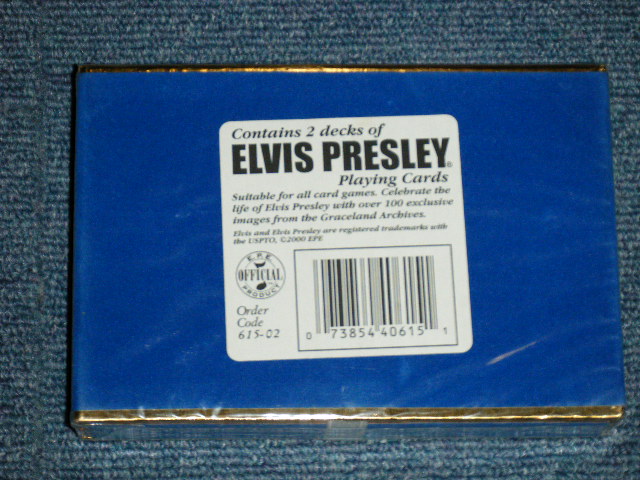 Contains 2 decks of
ELVIS PRESLEY®
Playing Cards
Suitable for all card games. Celebrate the
life of Elvis Presley with over 100 exclusive
images from the Graceland Archives.
Elvis and Elvis Presley are registered trademarks with
the USPTO, ©2000 EPE
E.P.E.
OFFICIAL
PRODUCT
Order
Code
615-02
0 73854 40615 1